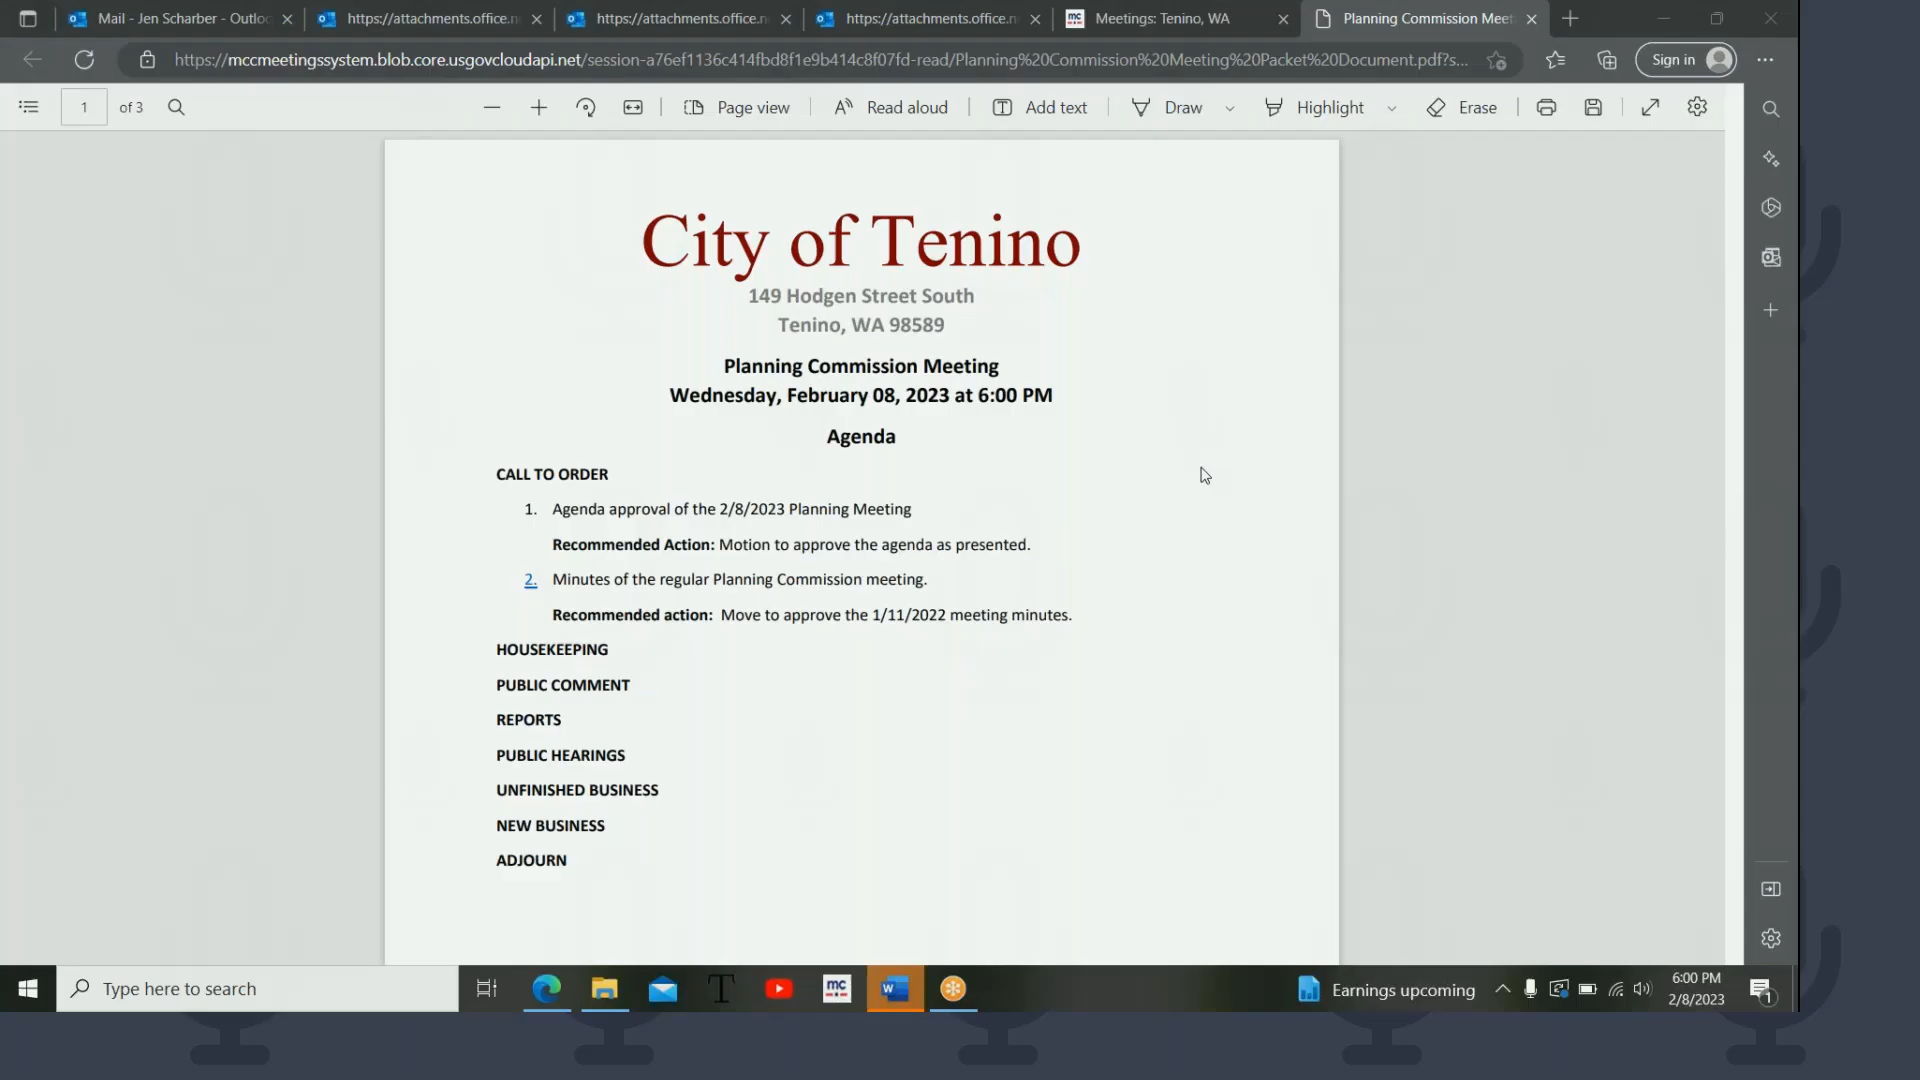 Mail - Jen Scharber - Outlo
https://attachments.office.n
https://attachments.office.n
https://attachments.office.n
mc
Meetings: Tenino, WA
Planning Commission Meet
https://mccmeetingssystem.blob.core.usgovcloudapi.net/session-a76ef1136c414fbd8f1e9b414c8f07fd-read/Planning%20Commission%20Meeting%20Packet%20Document.pdf?s...
Sign in
1 of 3
Page view
Read aloud
Add text
Draw
Highlight
Erase
City of Tenino
149 Hodgen Street South
Tenino, WA 98589
Planning Commission Meeting
Wednesday, February 08, 2023 at 6:00 PM
Agenda
CALL TO ORDER
1. Agenda approval of the 2/8/2023 Planning Meeting
Recommended Action: Motion to approve the agenda as presented.
2. Minutes of the regular Planning Commission meeting.
Recommended action: Move to approve the 1/11/2022 meeting minutes.
HOUSEKEEPING
PUBLIC COMMENT
REPORTS
PUBLIC HEARINGS
UNFINISHED BUSINESS
NEW BUSINESS
ADJOURN
Type here to search
T
mc
W
Earnings upcoming
6:00 PM
2/8/2023
1